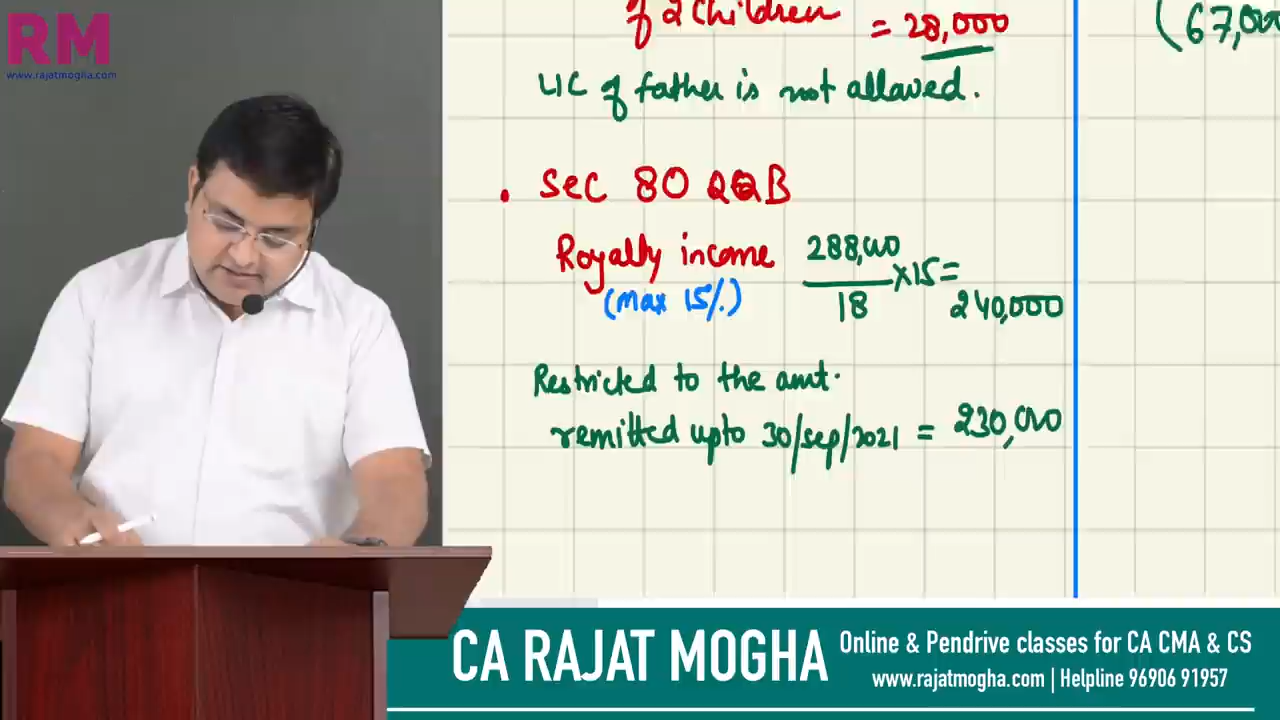 RM
www.rajatmogha.com
of 2 Children = 28,000
(67,000
LIC of father is not allowed.
. Sec 80 QQB
Royalty income 288,000
(max 15%) 18 x15=
240,000
Restricted to the amt.
remitted upto 30/sep/2021 = 230,000
CA RAJAT MOGHA
Online & Pendrive classes for CA CMA & CS
www.rajatmogha.com | Helpline 96906 91957